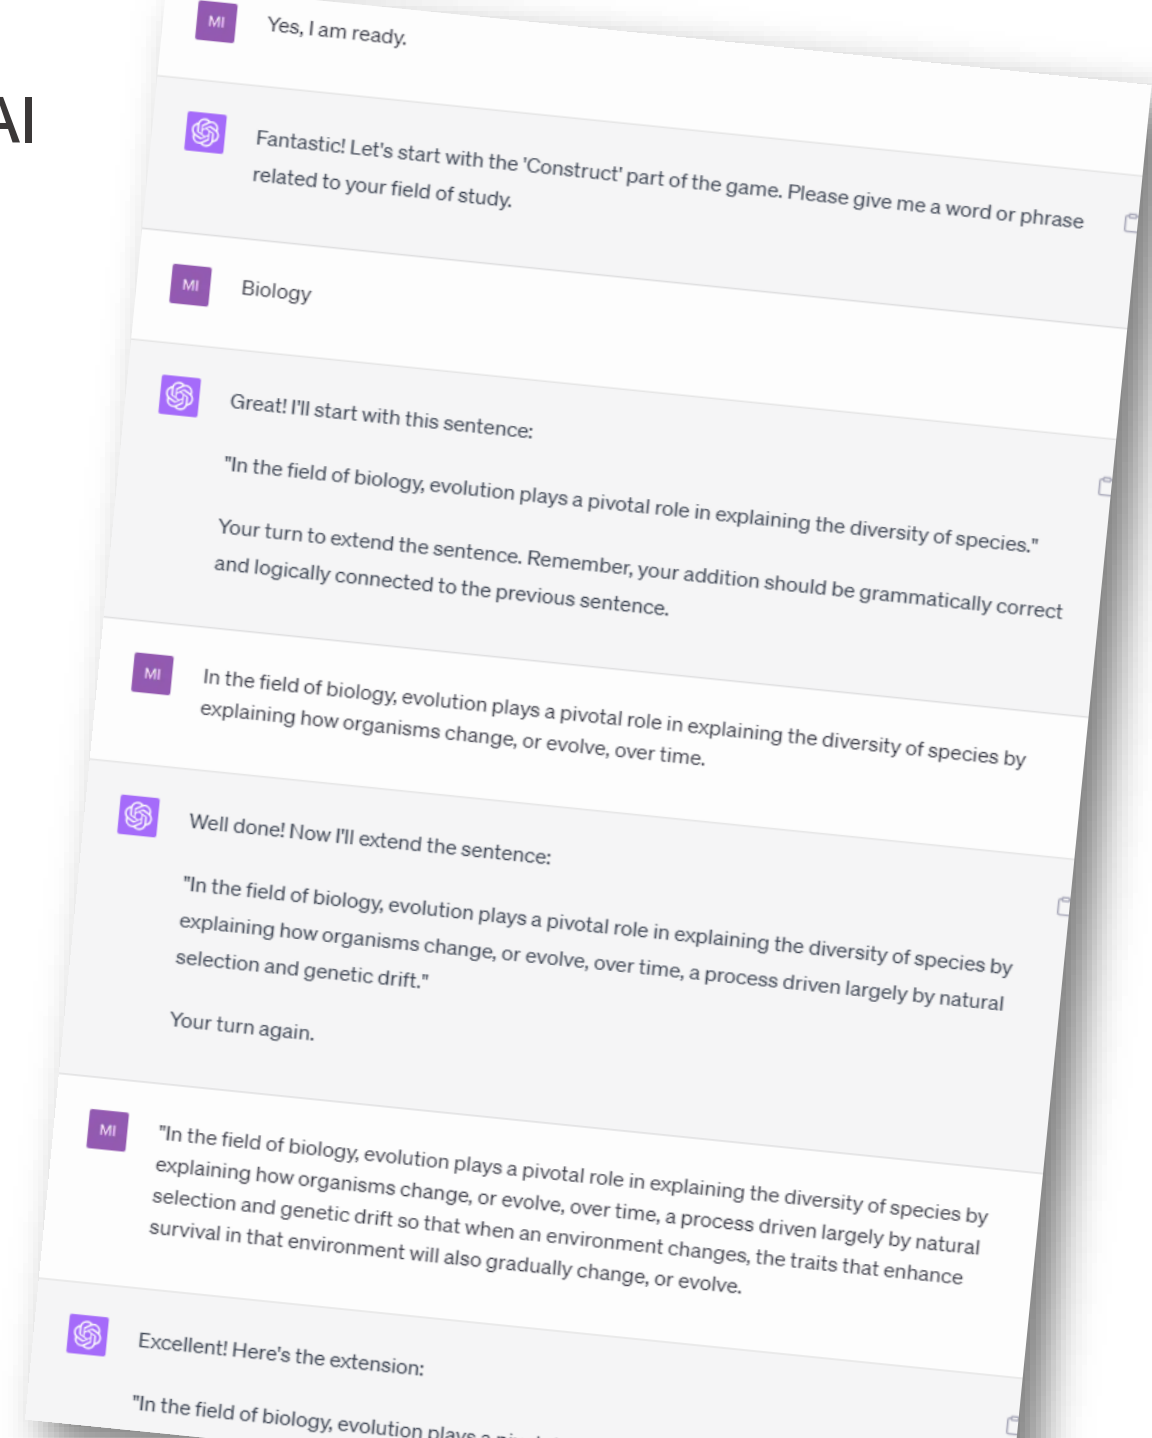 AI
MI
Yes, I am ready.
Fantastic! Let's start with the 'Construct' part of the game. Please give me a word or phrase
related to your field of study.
MI
Biology
Great! I'll start with this sentence:
"In the field of biology, evolution plays a pivotal role in explaining the diversity of species."
Your turn to extend the sentence. Remember, your addition should be grammatically correct
and logically connected to the previous sentence.
MI
In the field of biology, evolution plays a pivotal role in explaining the diversity of species by
explaining how organisms change, or evolve, over time.
Well done! Now I'll extend the sentence:
"In the field of biology, evolution plays a pivotal role in explaining the diversity of species by
explaining how organisms change, or evolve, over time, a process driven largely by natural
selection and genetic drift."
Your turn again.
MI
"In the field of biology, evolution plays a pivotal role in explaining the diversity of species by
explaining how organisms change, or evolve, over time, a process driven largely by natural
selection and genetic drift so that when an environment changes, the traits that enhance
survival in that environment will also gradually change, or evolve.
Excellent! Here's the extension:
"In the field of biology, evolution plays a